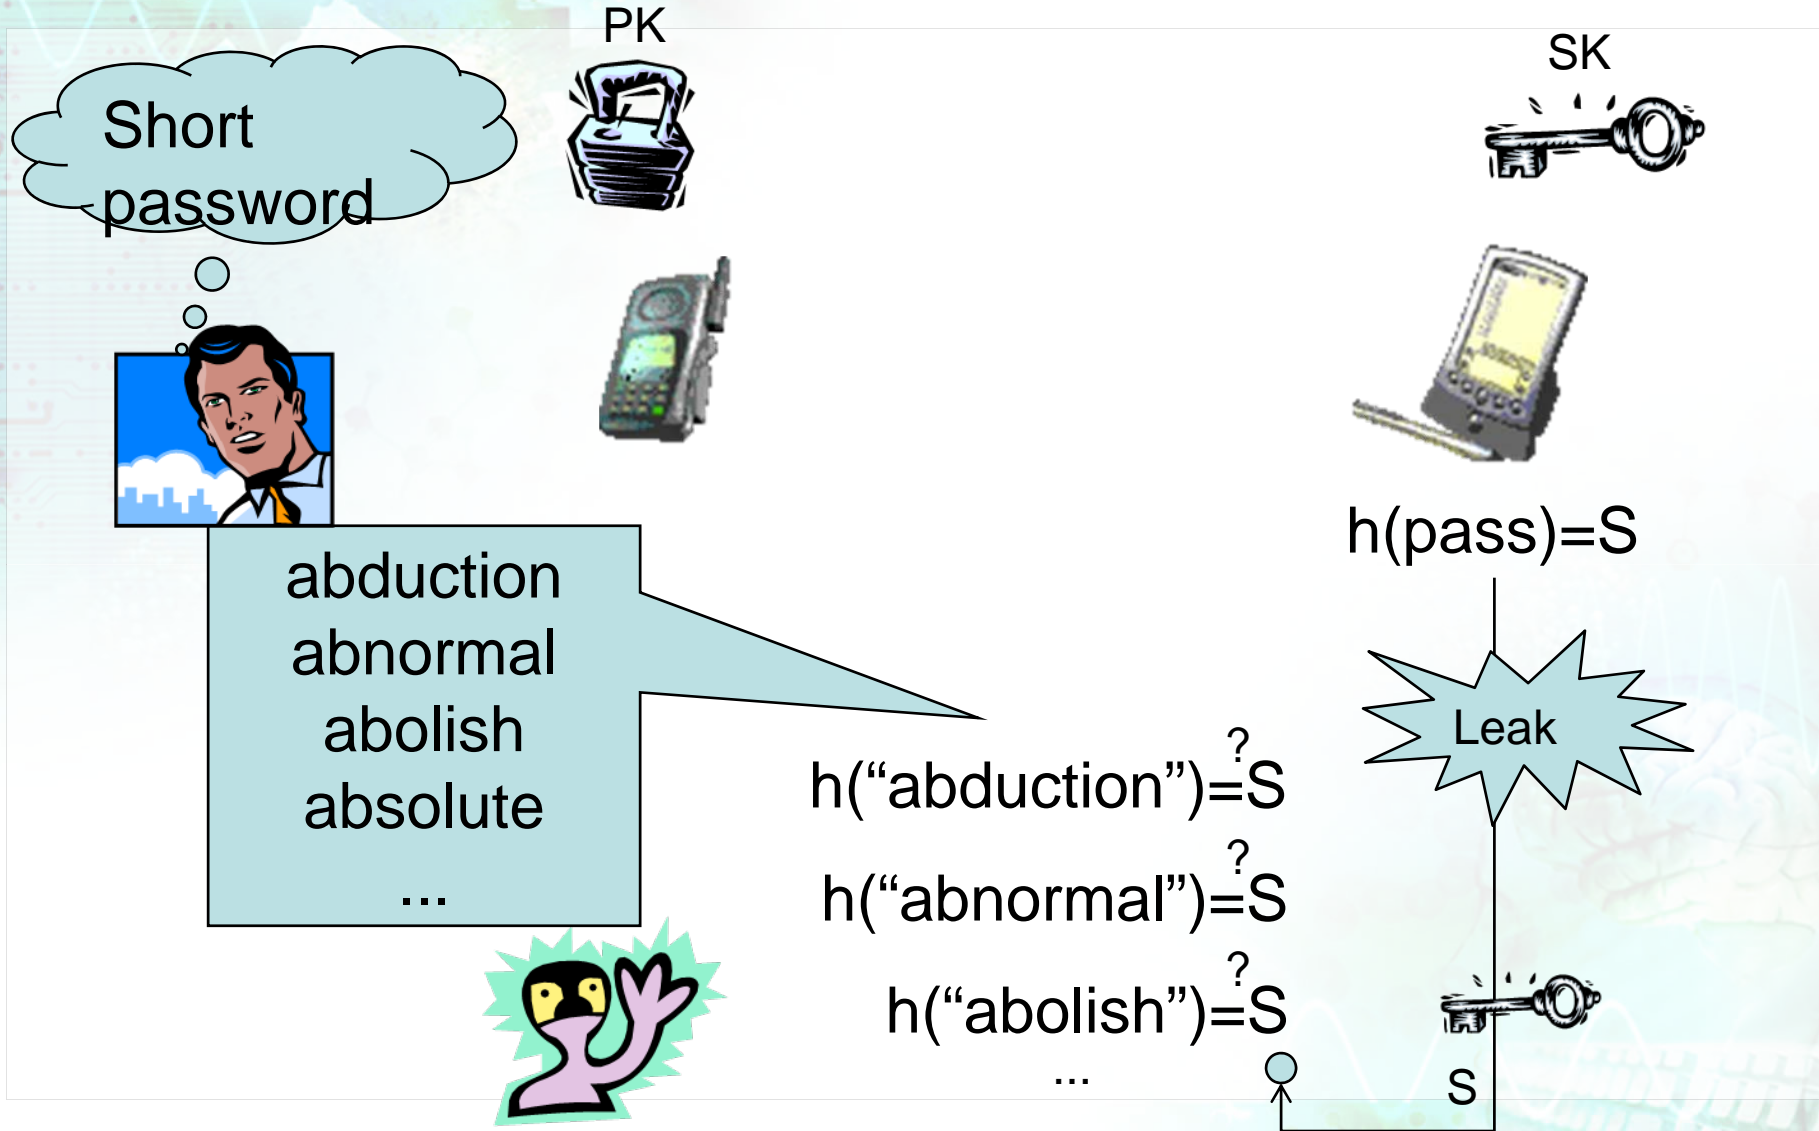 PK
SK
Short
password
h(pass)=S
abduction
abnormal
abolish
absolute
...
Leak
?
h(“abduction”)=S
?
h(“abnormal”)=S
?
h(“abolish”)=S
...
S